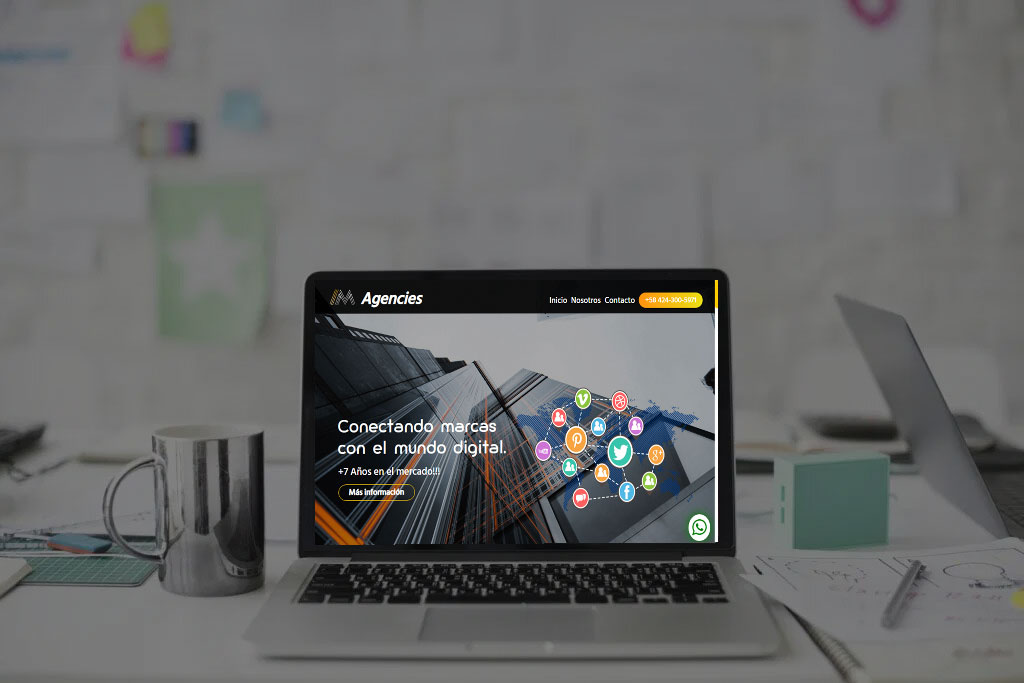 M Agencies
Inicio Nosotros Contacto +58 424-300-5971
Conectando marcas
con el mundo digital.
+7 Años en el mercado!!!
Más información